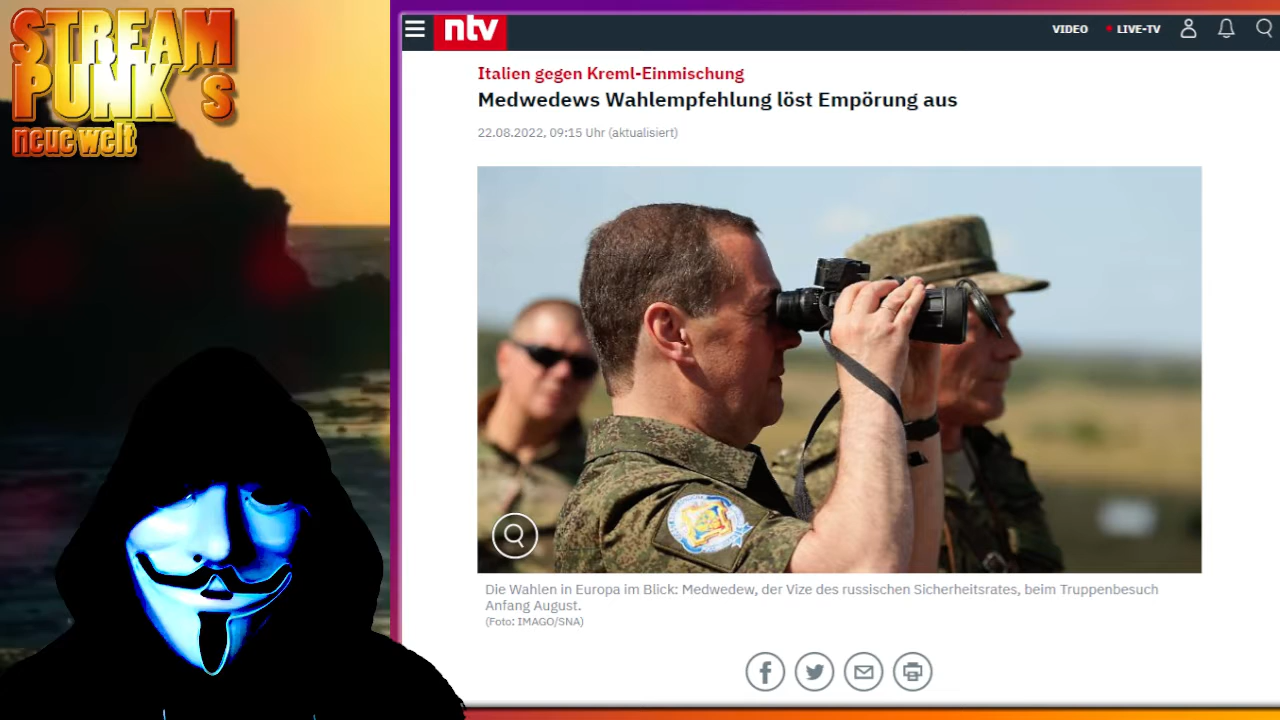 STREAM
PUNK´s
neue welt
ntv
VIDEO
LIVE-TV
Italien gegen Kreml-Einmischung
Medwedews Wahlempfehlung löst Empörung aus
22.08.2022, 09:15 Uhr (aktualisiert)
Die Wahlen in Europa im Blick: Medwedew, der Vize des russischen Sicherheitsrates, beim Truppenbesuch
Anfang August.
(Foto: IMAGO/SNA)